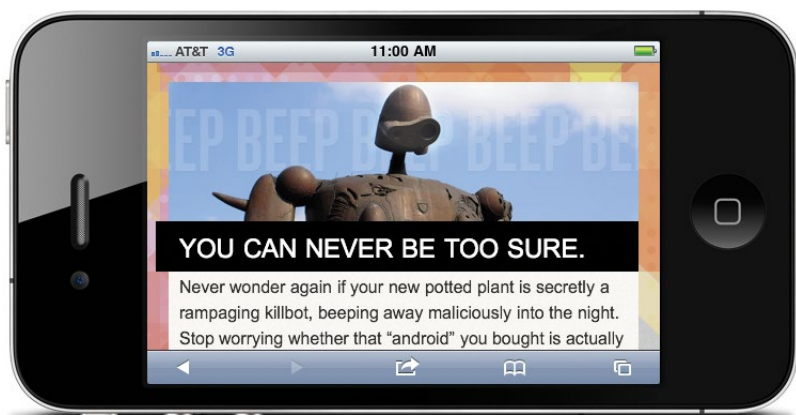 AT&T 3G 11:00 AM
EEP BEEP BEEP BEEP BE
YOU CAN NEVER BE TOO SURE.
Never wonder again if your new potted plant is secretly a
rampaging killbot, beeping away maliciously into the night.
Stop worrying whether that “android” you bought is actually